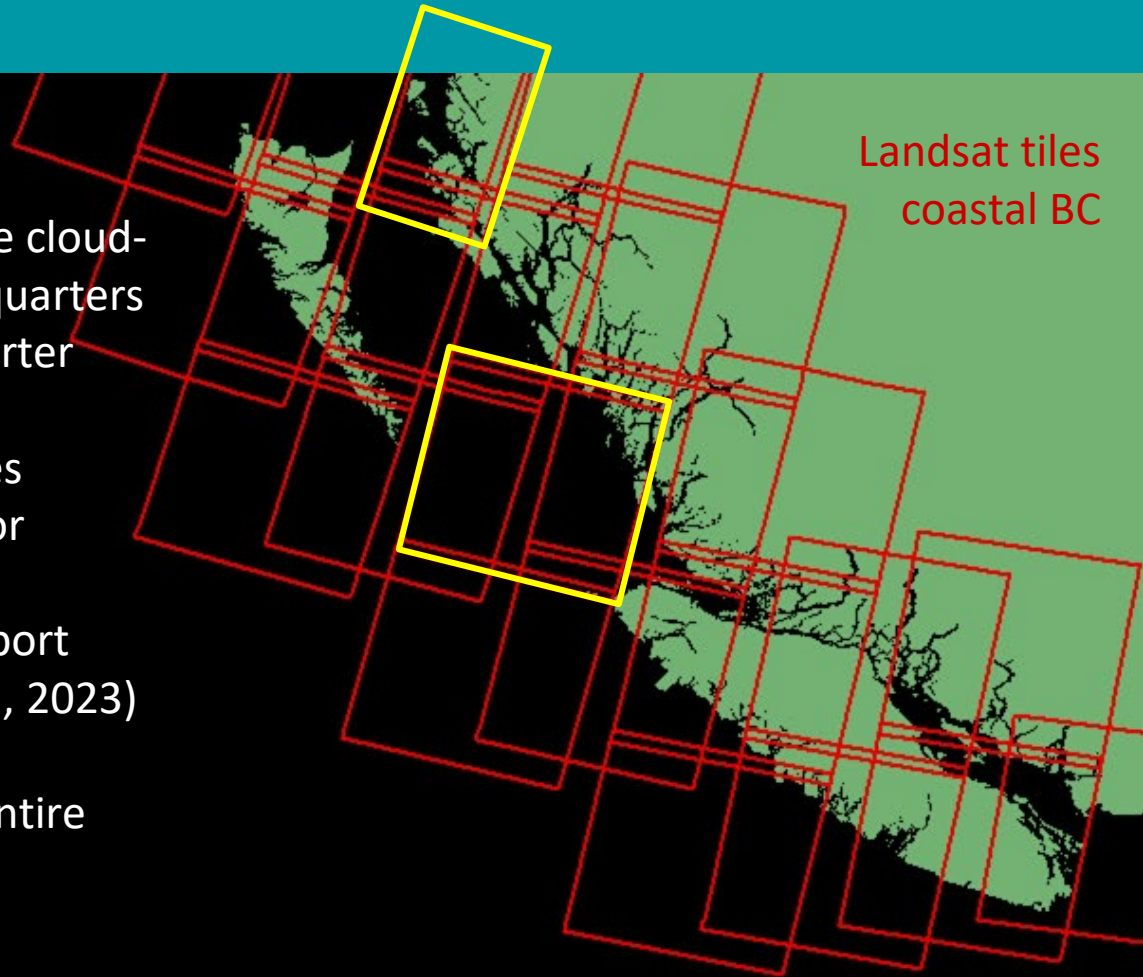 Landsat tiles
coastal BC
e cloud-
quarters
rter
es
or
port
, 2023)
ntire